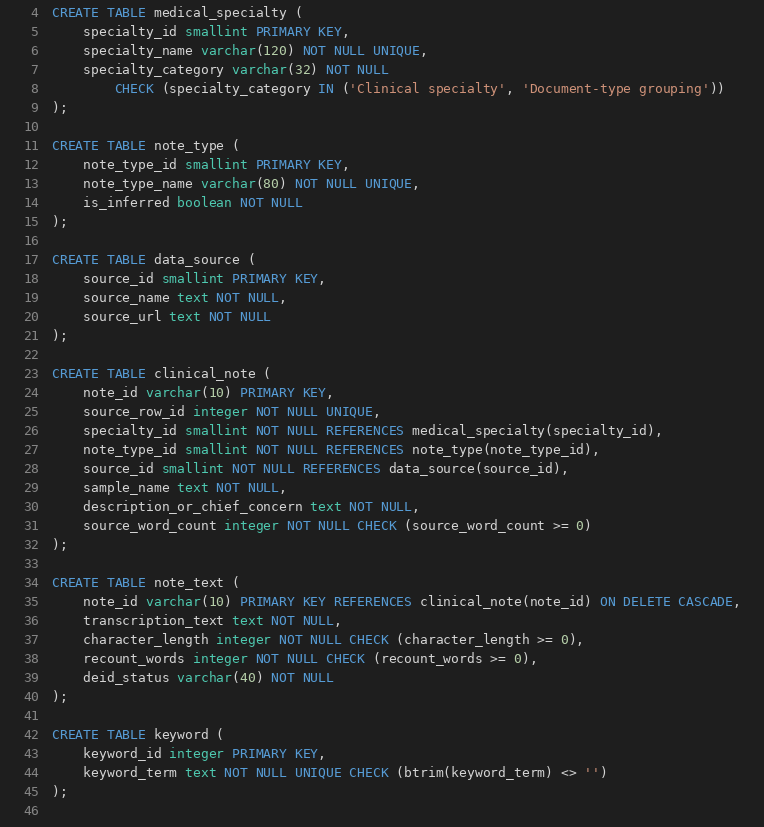 4 CREATE TABLE medical_specialty (
5     specialty_id smallint PRIMARY KEY,
6     specialty_name varchar(120) NOT NULL UNIQUE,
7     specialty_category varchar(32) NOT NULL
8         CHECK (specialty_category IN ('Clinical specialty', 'Document-type grouping'))
9 );
10
11 CREATE TABLE note_type (
12     note_type_id smallint PRIMARY KEY,
13     note_type_name varchar(80) NOT NULL UNIQUE,
14     is_inferred boolean NOT NULL
15 );
16
17 CREATE TABLE data_source (
18     source_id smallint PRIMARY KEY,
19     source_name text NOT NULL,
20     source_url text NOT NULL
21 );
22
23 CREATE TABLE clinical_note (
24     note_id varchar(10) PRIMARY KEY,
25     source_row_id integer NOT NULL UNIQUE,
26     specialty_id smallint NOT NULL REFERENCES medical_specialty(specialty_id),
27     note_type_id smallint NOT NULL REFERENCES note_type(note_type_id),
28     source_id smallint NOT NULL REFERENCES data_source(source_id),
29     sample_name text NOT NULL,
30     description_or_chief_concern text NOT NULL,
31     source_word_count integer NOT NULL CHECK (source_word_count >= 0)
32 );
33
34 CREATE TABLE note_text (
35     note_id varchar(10) PRIMARY KEY REFERENCES clinical_note(note_id) ON DELETE CASCADE,
36     transcription_text text NOT NULL,
37     character_length integer NOT NULL CHECK (character_length >= 0),
38     recount_words integer NOT NULL CHECK (recount_words >= 0),
39     deid_status varchar(40) NOT NULL
40 );
41
42 CREATE TABLE keyword (
43     keyword_id integer PRIMARY KEY,
44     keyword_term text NOT NULL UNIQUE CHECK (btrim(keyword_term) <> '')
45 );
46